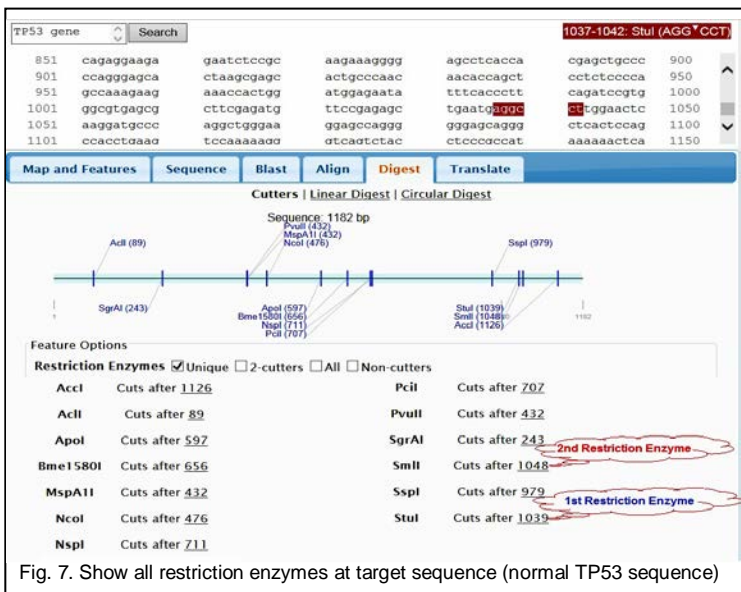 TP53 gene Search 1037-1042: StuI (AGG▼CCT)
851 cagaggaaga gaatctccgc aagaaagggg agcctcacca cgagctgccc 900
901 ccagggagca ctaagcgagc actgcccaac aacaccagct cctctcccca 950
951 gccaaagaag aaaccactgg atggagaata tttcaccctt cagatccgtg 1000
1001 ggcgtgagcg cttcgagatg ttccgagagc tgaatgaggc cttggaactc 1050
1051 aaggatgccc aggctgggaa ggagccaggg gggagcaggg ctcactccag 1100
1101 ccacctgaag tccaaaaagg gtcagtctac ctcccgccat aaaaaactca 1150
Map and Features Sequence Blast Align Digest Translate
Cutters | Linear Digest | Circular Digest
Sequence: 1182 bp
PvuII (432)
MspA1I (432)
AclI (89) NcoI (476) SspI (979)
SgrAI (243) ApoI (597) StuI (1039)
Bme1580I (656) SmlI (1048)
NspI (711) AccI (1126)
PciI (707)
1 1182
Feature Options
Restriction Enzymes Unique 2-cutters All Non-cutters
AccI Cuts after 1126 PciI Cuts after 707
AclI Cuts after 89 PvuII Cuts after 432
ApoI Cuts after 597 SgrAI Cuts after 243 2nd Restriction Enzyme
Bme1580I Cuts after 656 SmlI Cuts after 1048
MspA1I Cuts after 432 SspI Cuts after 979 1st Restriction Enzyme
NcoI Cuts after 476 StuI Cuts after 1039
NspI Cuts after 711
Fig. 7. Show all restriction enzymes at target sequence (normal TP53 sequence)